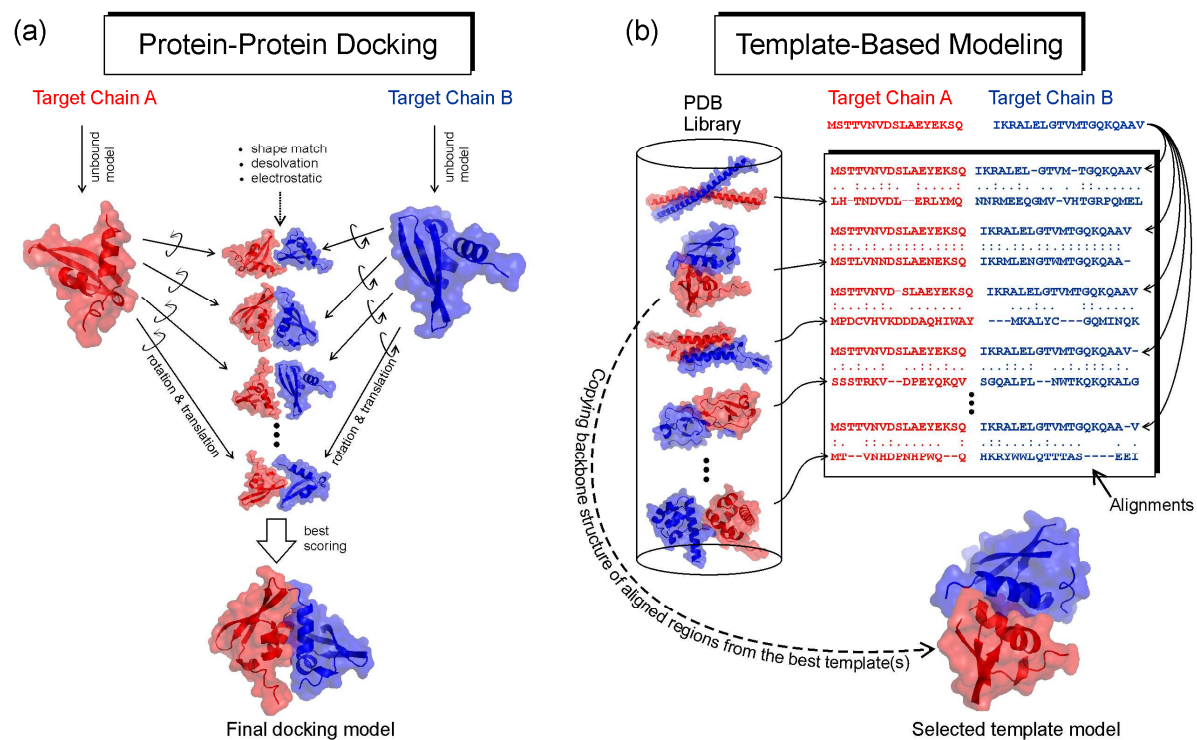 (a)
Protein-Protein Docking
Target Chain A
Target Chain B
unbound
model
• shape match
• desolvation
• electrostatic
unbound
model
rotation & translation
rotation & translation
best
scoring
Final docking model
(b)
Template-Based Modeling
PDB
Library
Target Chain A
Target Chain B
MSTTVNVDSLAEYEKSQ IKRALELGTVMTGQKQAAV
MSTTVNVDSLAEYEKSQ IKRALEL-GTVM-TGQKQAAV
LH-TNDVDL--ERLYMQ NNRMEEQGMV-VHTGRPQMEL
MSTTVNVDSLAEYEKSQ IKRALELGTVMTGQKQAAV
MSTLVNNDSLAENEKSQ IKRMLENGTWMTGQKQAA-
MSTTVNVD-SLAEYEKSQ IKRALELGTVMTGQKQAAV
MPDCVHVKDDDAQHIWAY ---MKALYC---GQMINQK
MSTTVNVDSLAEYEKSQ IKRALELGTVMTGQKQAAV-
SSSTRKV--DPEYQKQV SGQALPL--NWTKQKQKALG
MSTTVNVDSLAEYEKSQ IKRALELGTVMTGQKQAA-V
MT--VNHDPNHPWQ--Q HKRYWWLQTTTAS----EEI
Alignments
Copying backbone structure of aligned regions from the best template(s)
Selected template model